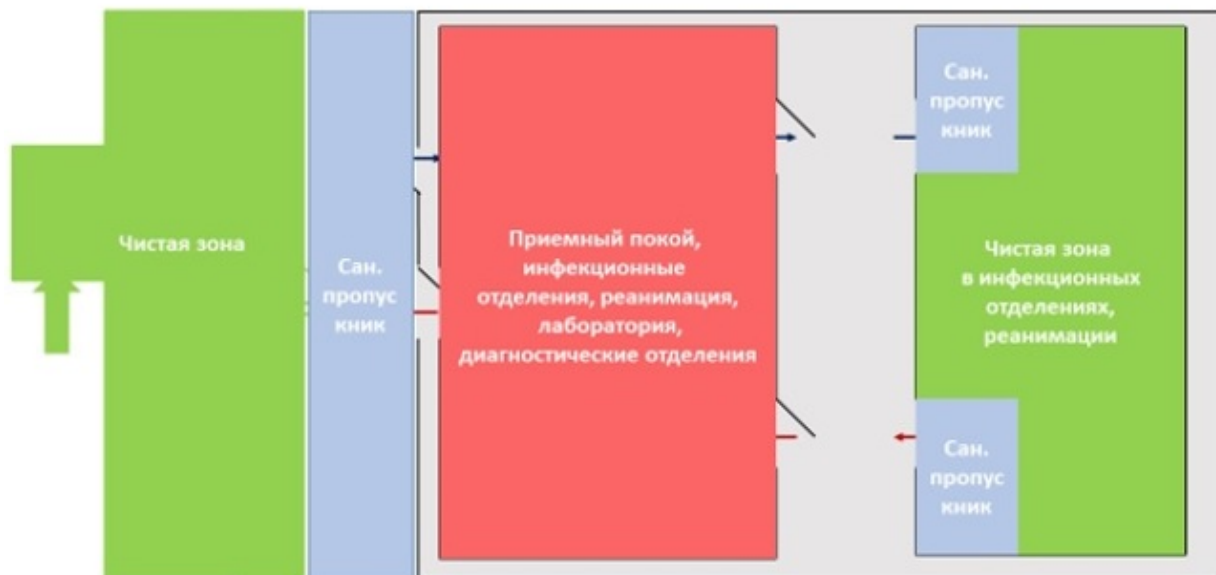 Чистая зона
Сан.
пропус
кник
Приемный покой,
инфекционные
отделения, реанимация,
лаборатория,
диагностические отделения
Сан.
пропус
кник
Чистая зона
в инфекционных
отделениях,
реанимации
Сан.
пропус
кник